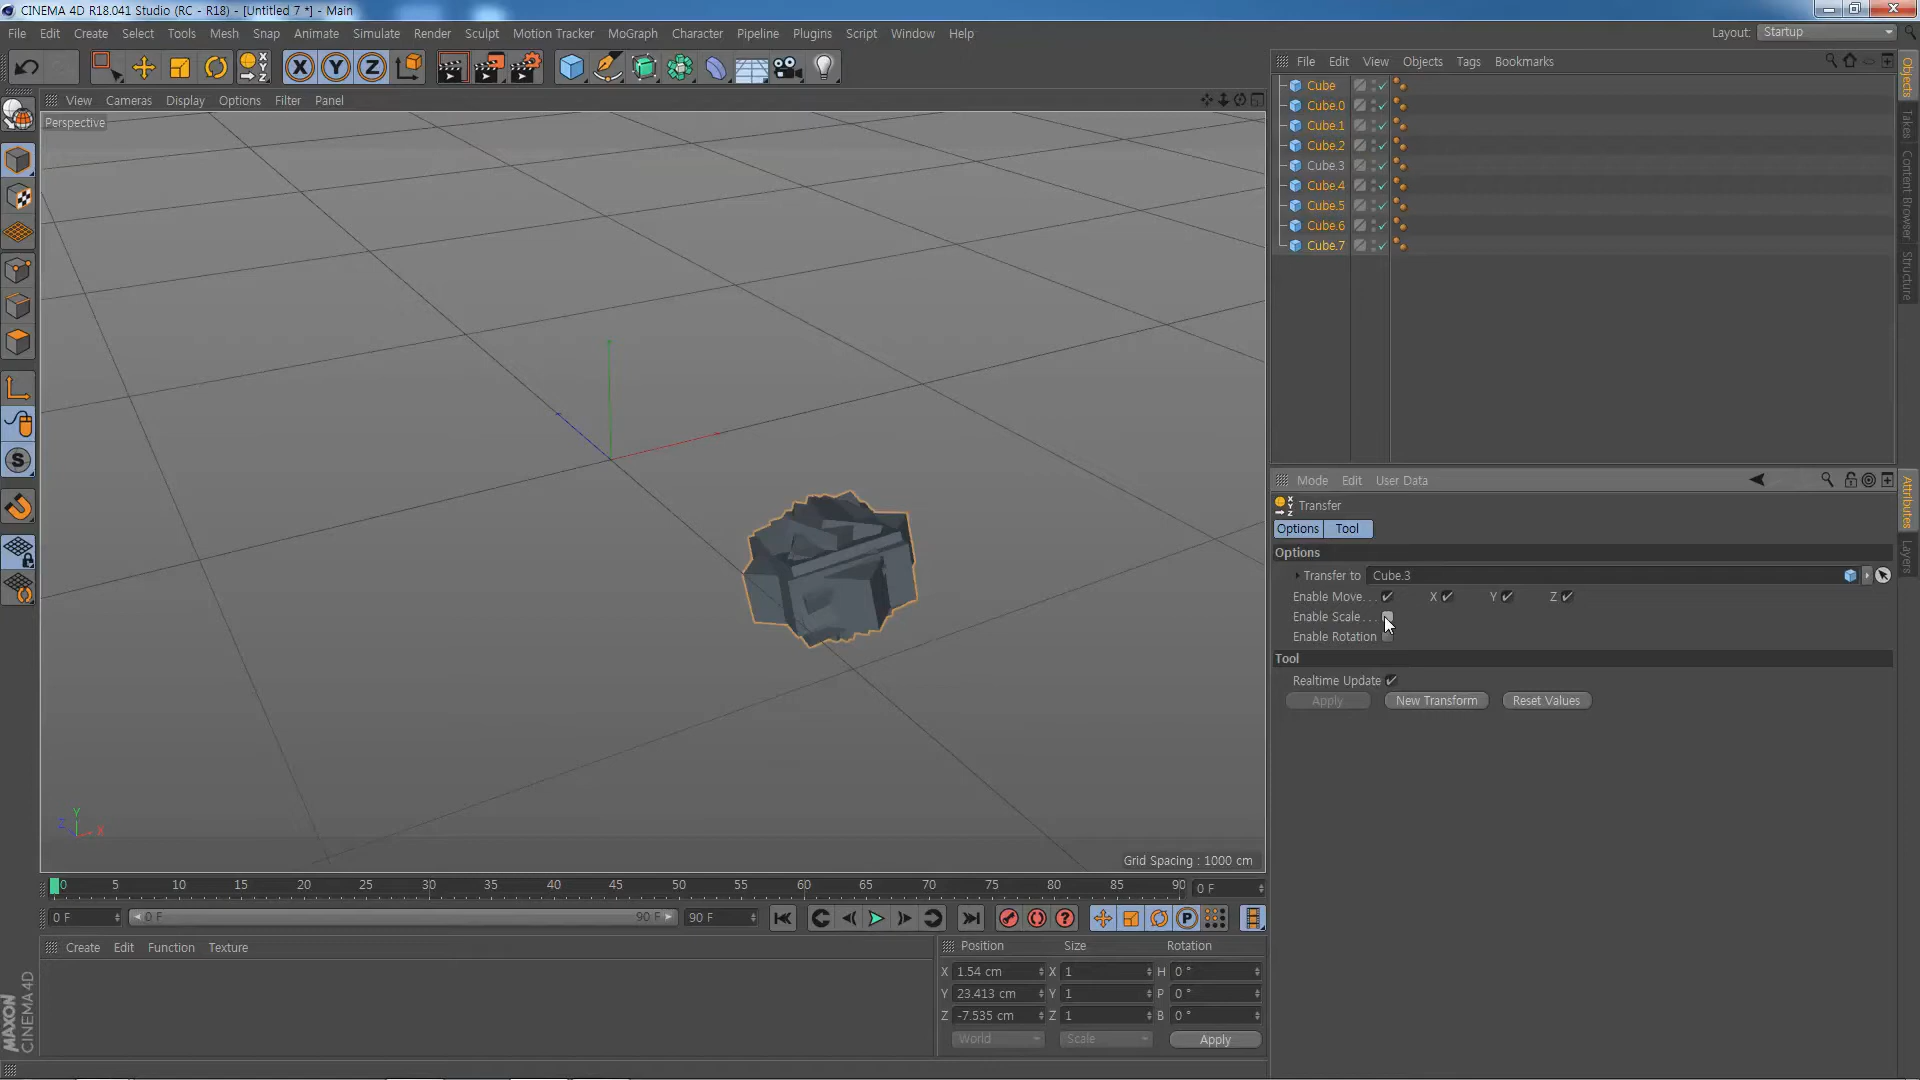 CINEMA 4D R18.041 Studio (RC - R18) - [Untitled 7 *] - Main
File Edit Create Select Tools Mesh Snap Animate Simulate Render Sculpt Motion Tracker MoGraph Character Pipeline Plugins Script Window Help
Layout: Startup
X Y Z
File Edit View Objects Tags Bookmarks
View Cameras Display Options Filter Panel
Perspective
Cube
Cube.0
Cube.1
Cube.2
Cube.3
Cube.4
Cube.5
Cube.6
Cube.7
Objects
Takes
Content Browser
Structure
Mode Edit User Data
Transfer
Options Tool
Options
Transfer to Cube.3
Enable Move. . . X Y Z
Enable Scale. . . .
Enable Rotation
Tool
Realtime Update
Apply New Transform Reset Values
Attributes
Layers
Y
Z X
Grid Spacing : 1000 cm
0 5 10 15 20 25 30 35 40 45 50 55 60 65 70 75 80 85 90 0 F
0 F 0 F 90 F 90 F
Create Edit Function Texture
Position Size Rotation
X 1.54 cm X 1 H 0 °
Y 23.413 cm Y 1 P 0 °
Z -7.535 cm Z 1 B 0 °
World Scale Apply
MAXON
CINEMA 4D